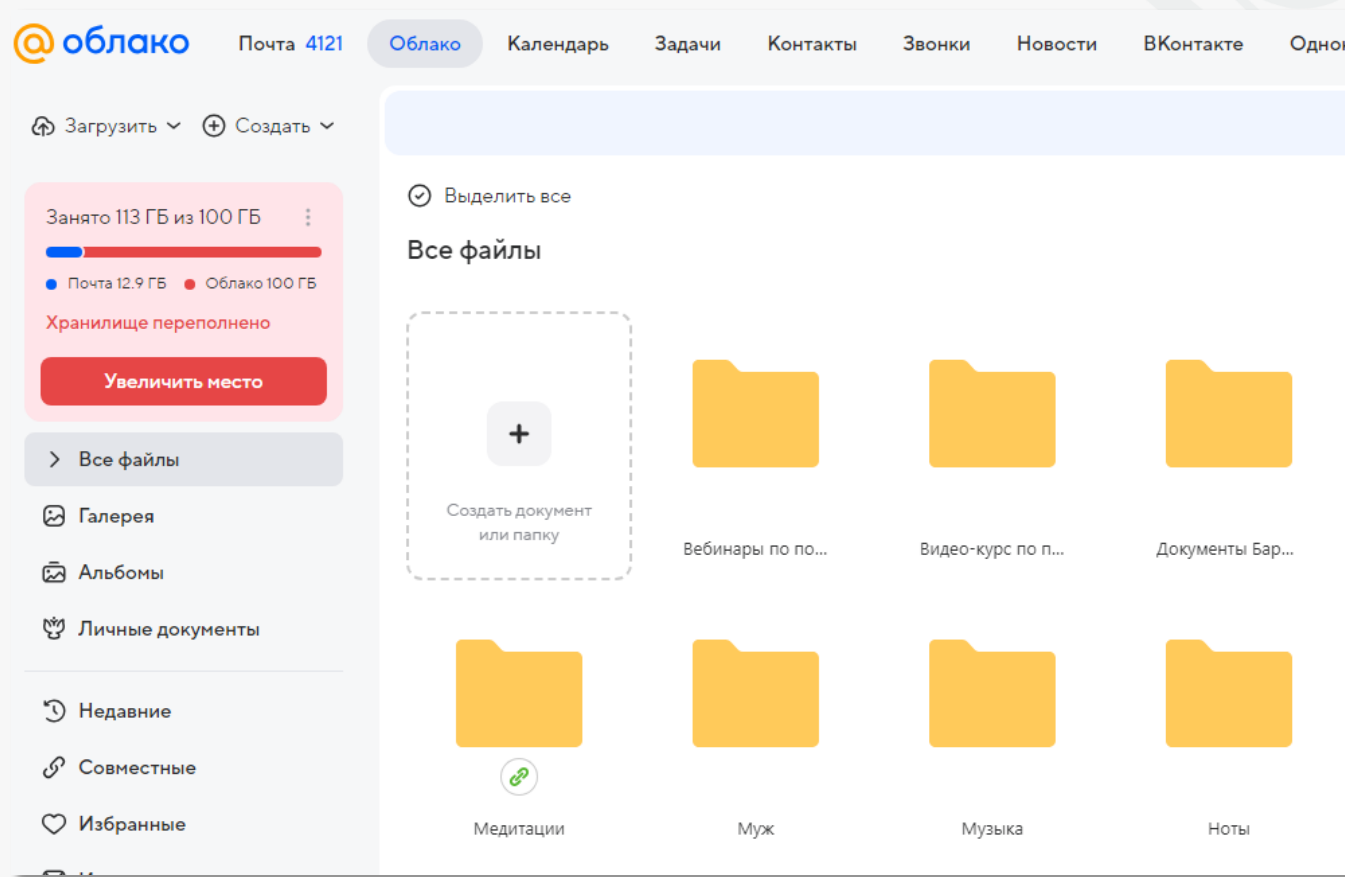 облако Почта 4121 Облако Календарь Задачи Контакты Звонки Новости ВКонтакте
Загрузить Создать
Выделить все
Занято 113 ГБ из 100 ГБ
Почта 12.9 ГБ Облако 100 ГБ
Хранилище переполнено
Увеличить место
Все файлы
Галерея
Альбомы
Личные документы
Недавние
Совместные
Избранные
Все файлы
Создать документ
или папку
Вебинары по по...
Видео-курс по п...
Документы Бар...
Медитации
Муж
Музыка
Ноты